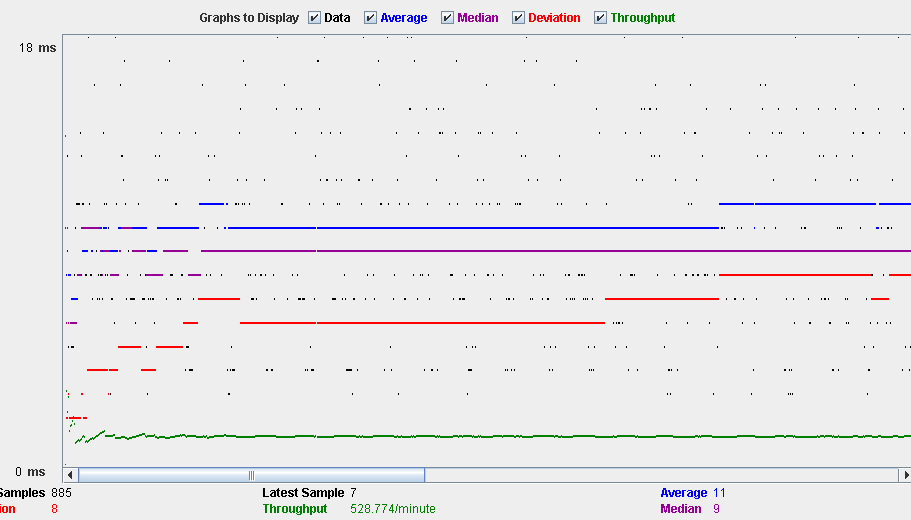 Graphs to Display Data Average Median Deviation Throughput
18 ms
0 ms
Samples 885 Latest Sample 7 Average 11
ion 8 Throughput 528.774/minute Median 9